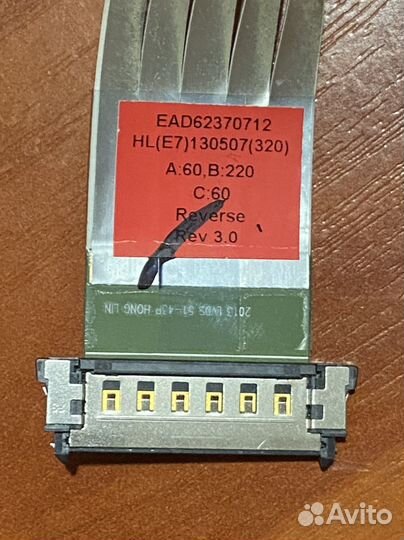 EAD62370712
HL(E7)130507(320)
A:60,B:220
C:60
Reverse
Rev 3.0
2013 LVDS 51-43P HONG LIN
Avito